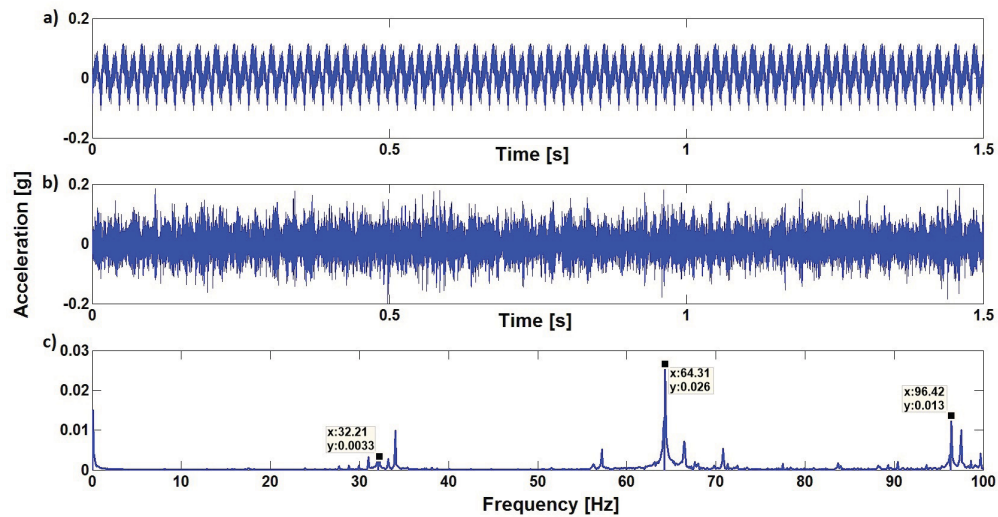 a)
0.2
0
-0.2
0
0.5
1
1.5
Time [s]
b)
0.2
0
-0.2
0
0.5
1
1.5
Time [s]
Acceleration [g]
c)
0.03
0.02
0.01
0
x:32.21
y:0.0033
x:64.31
y:0.026
x:96.42
y:0.013
0
10
20
30
40
50
60
70
80
90
100
Frequency [Hz]